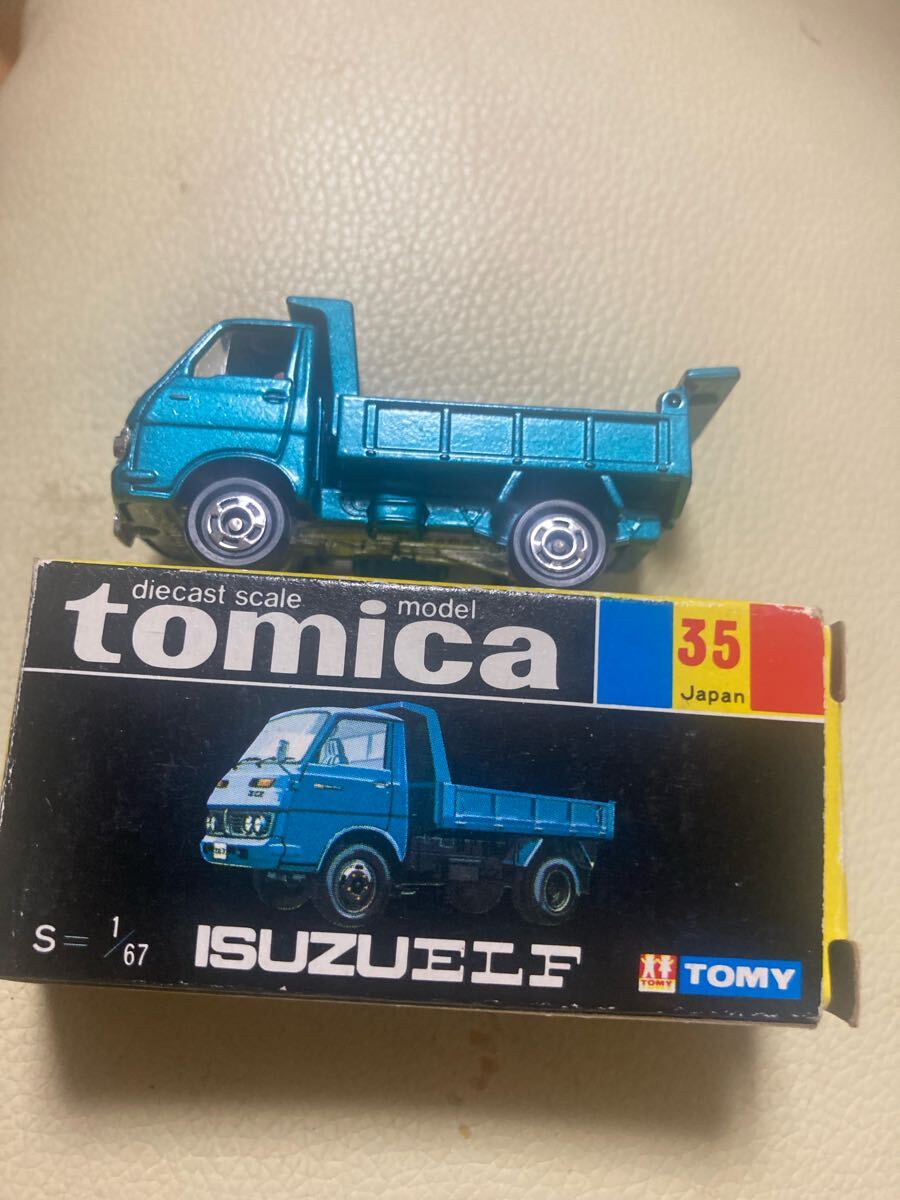 diecast scale model
tomica
35
Japan
S= 1/67
ISUZU ELF
TOMY
TOMY